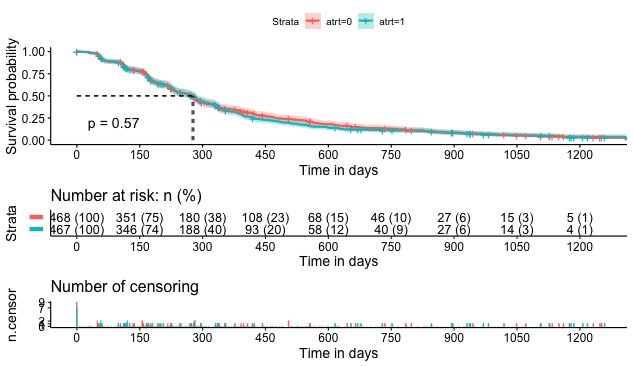 Strata atrt=0 atrt=1
Survival probability
1.00
0.75
0.50
0.25
0.00
p = 0.57
0 150 300 450 600 750 900 1050 1200
Time in days
Number at risk: n (%)
Strata
468 (100) 351 (75) 180 (38) 108 (23) 68 (15) 46 (10) 27 (6) 15 (3) 5 (1)
467 (100) 346 (74) 188 (40) 93 (20) 58 (12) 40 (9) 27 (6) 14 (3) 4 (1)
0 150 300 450 600 750 900 1050 1200
Time in days
Number of censoring
n.censor
9
7
0
0 150 300 450 600 750 900 1050 1200
Time in days